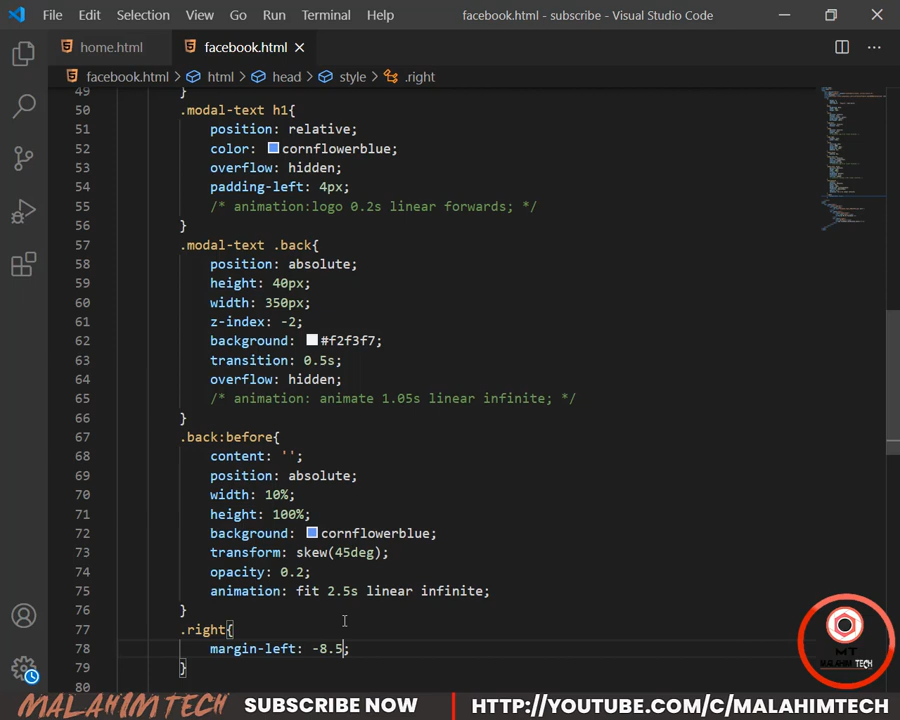 File Edit Selection View Go Run Terminal Help facebook.html - subscribe - Visual Studio Code
home.html facebook.html
facebook.html > html > head > style > .right
49 }
50 .modal-text h1{
51 position: relative;
52 color: cornflowerblue;
53 overflow: hidden;
54 padding-left: 4px;
55 /* animation:logo 0.2s linear forwards; */
56 }
57 .modal-text .back{
58 position: absolute;
59 height: 40px;
60 width: 350px;
61 z-index: -2;
62 background: #f2f3f7;
63 transition: 0.5s;
64 overflow: hidden;
65 /* animation: animate 1.05s linear infinite; */
66 }
67 .back:before{
68 content: '';
69 position: absolute;
70 width: 10%;
71 height: 100%;
72 background: cornflowerblue;
73 transform: skew(45deg);
74 opacity: 0.2;
75 animation: fit 2.5s linear infinite;
76 }
77 .right{
78 margin-left: -8.5;
79 }
80
MT
MALAHIM TECH
MALAHIM TECH SUBSCRIBE NOW HTTP://YOUTUBE.COM/C/MALAHIMTECH